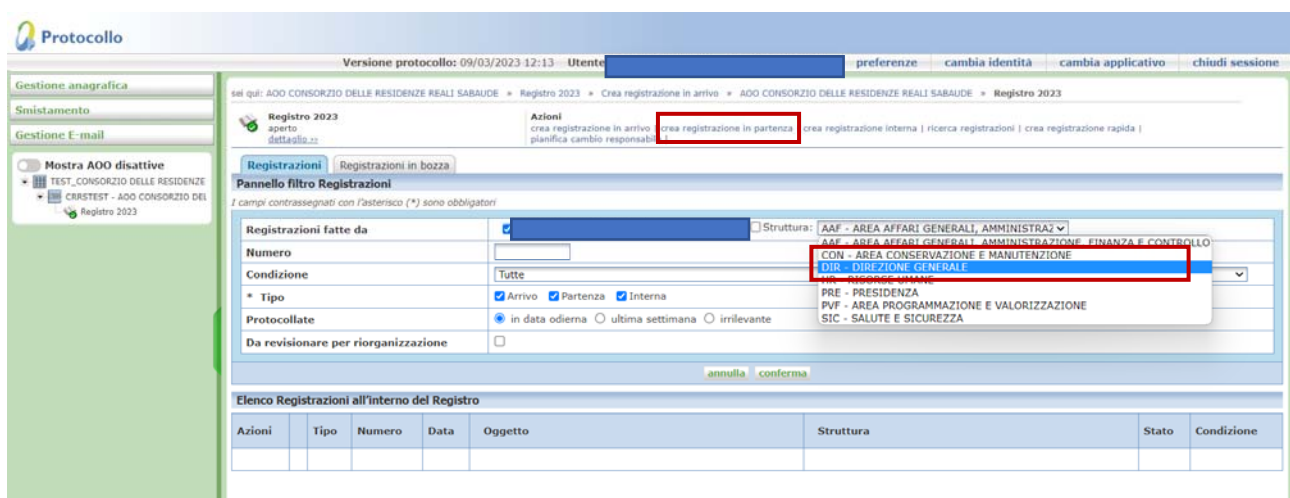 Protocollo
Versione protocollo: 09/03/2023 12:13 Utente preferenze cambia identità cambia applicativo chiudi sessione
Gestione anagrafica
Smistamento
Gestione E-mail
Mostra AOO disattive
TEST_CONSORZIO DELLE RESIDENZE
CRRSTEST - AOO CONSORZIO DEL
Registro 2023
sei qui: AOO CONSORZIO DELLE RESIDENZE REALI SABAUDE » Registro 2023 » Crea registrazione in arrivo » AOO CONSORZIO DELLE RESIDENZE REALI SABAUDE » Registro 2023
Registro 2023
aperto
dettaglio >>
Azioni
crea registrazione in arrivo | crea registrazione in partenza crea registrazione interna | ricerca registrazioni | crea registrazione rapida |
pianifica cambio responsabil |
Registrazioni Registrazioni in bozza
Pannello filtro Registrazioni
I campi contrassegnati con l'asterisco (*) sono obbligatori
Registrazioni fatte da Struttura: AAF - AREA AFFARI GENERALI, AMMINISTRAZ
AAF - AREA AFFARI GENERALI, AMMINISTRAZIONE, FINANZA E CONTROLLO
CON - AREA CONSERVAZIONE E MANUTENZIONE
DIR - DIREZIONE GENERALE
HR - RISORSE UMANE
PRE - PRESIDENZA
PVF - AREA PROGRAMMAZIONE E VALORIZZAZIONE
SIC - SALUTE E SICUREZZA
Numero
Condizione Tutte
* Tipo Arrivo Partenza Interna
Protocollate in data odierna ultima settimana irrilevante
Da revisionare per riorganizzazione
annulla conferma
Elenco Registrazioni all'interno del Registro
Azioni Tipo Numero Data Oggetto Struttura Stato Condizione